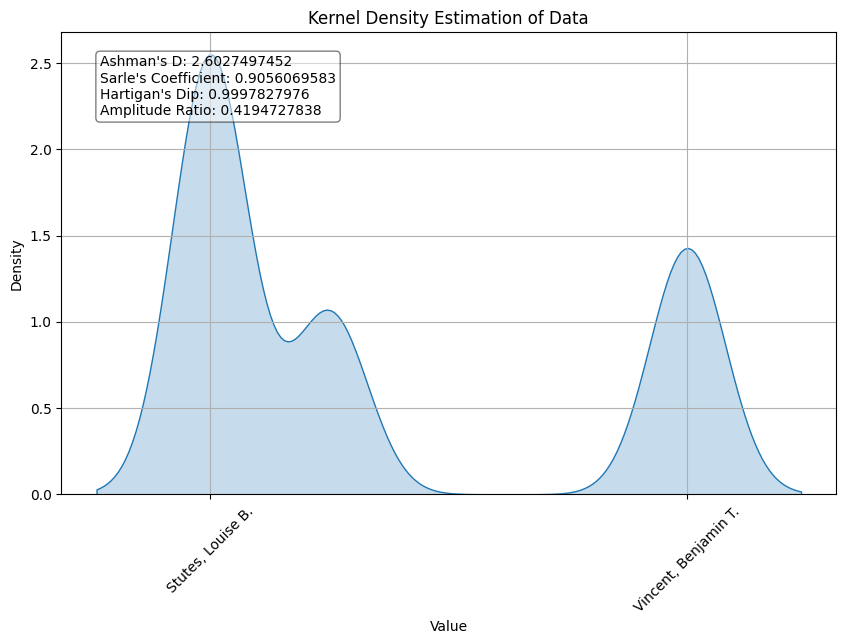 Kernel Density Estimation of Data
Ashman's D: 2.6027497452
Sarle's Coefficient: 0.9056069583
Hartigan's Dip: 0.9997827976
Amplitude Ratio: 0.4194727838
Density
2.5
2.0
1.5
1.0
0.5
0.0
Stutes, Louise B.
Vincent, Benjamin T.
Value